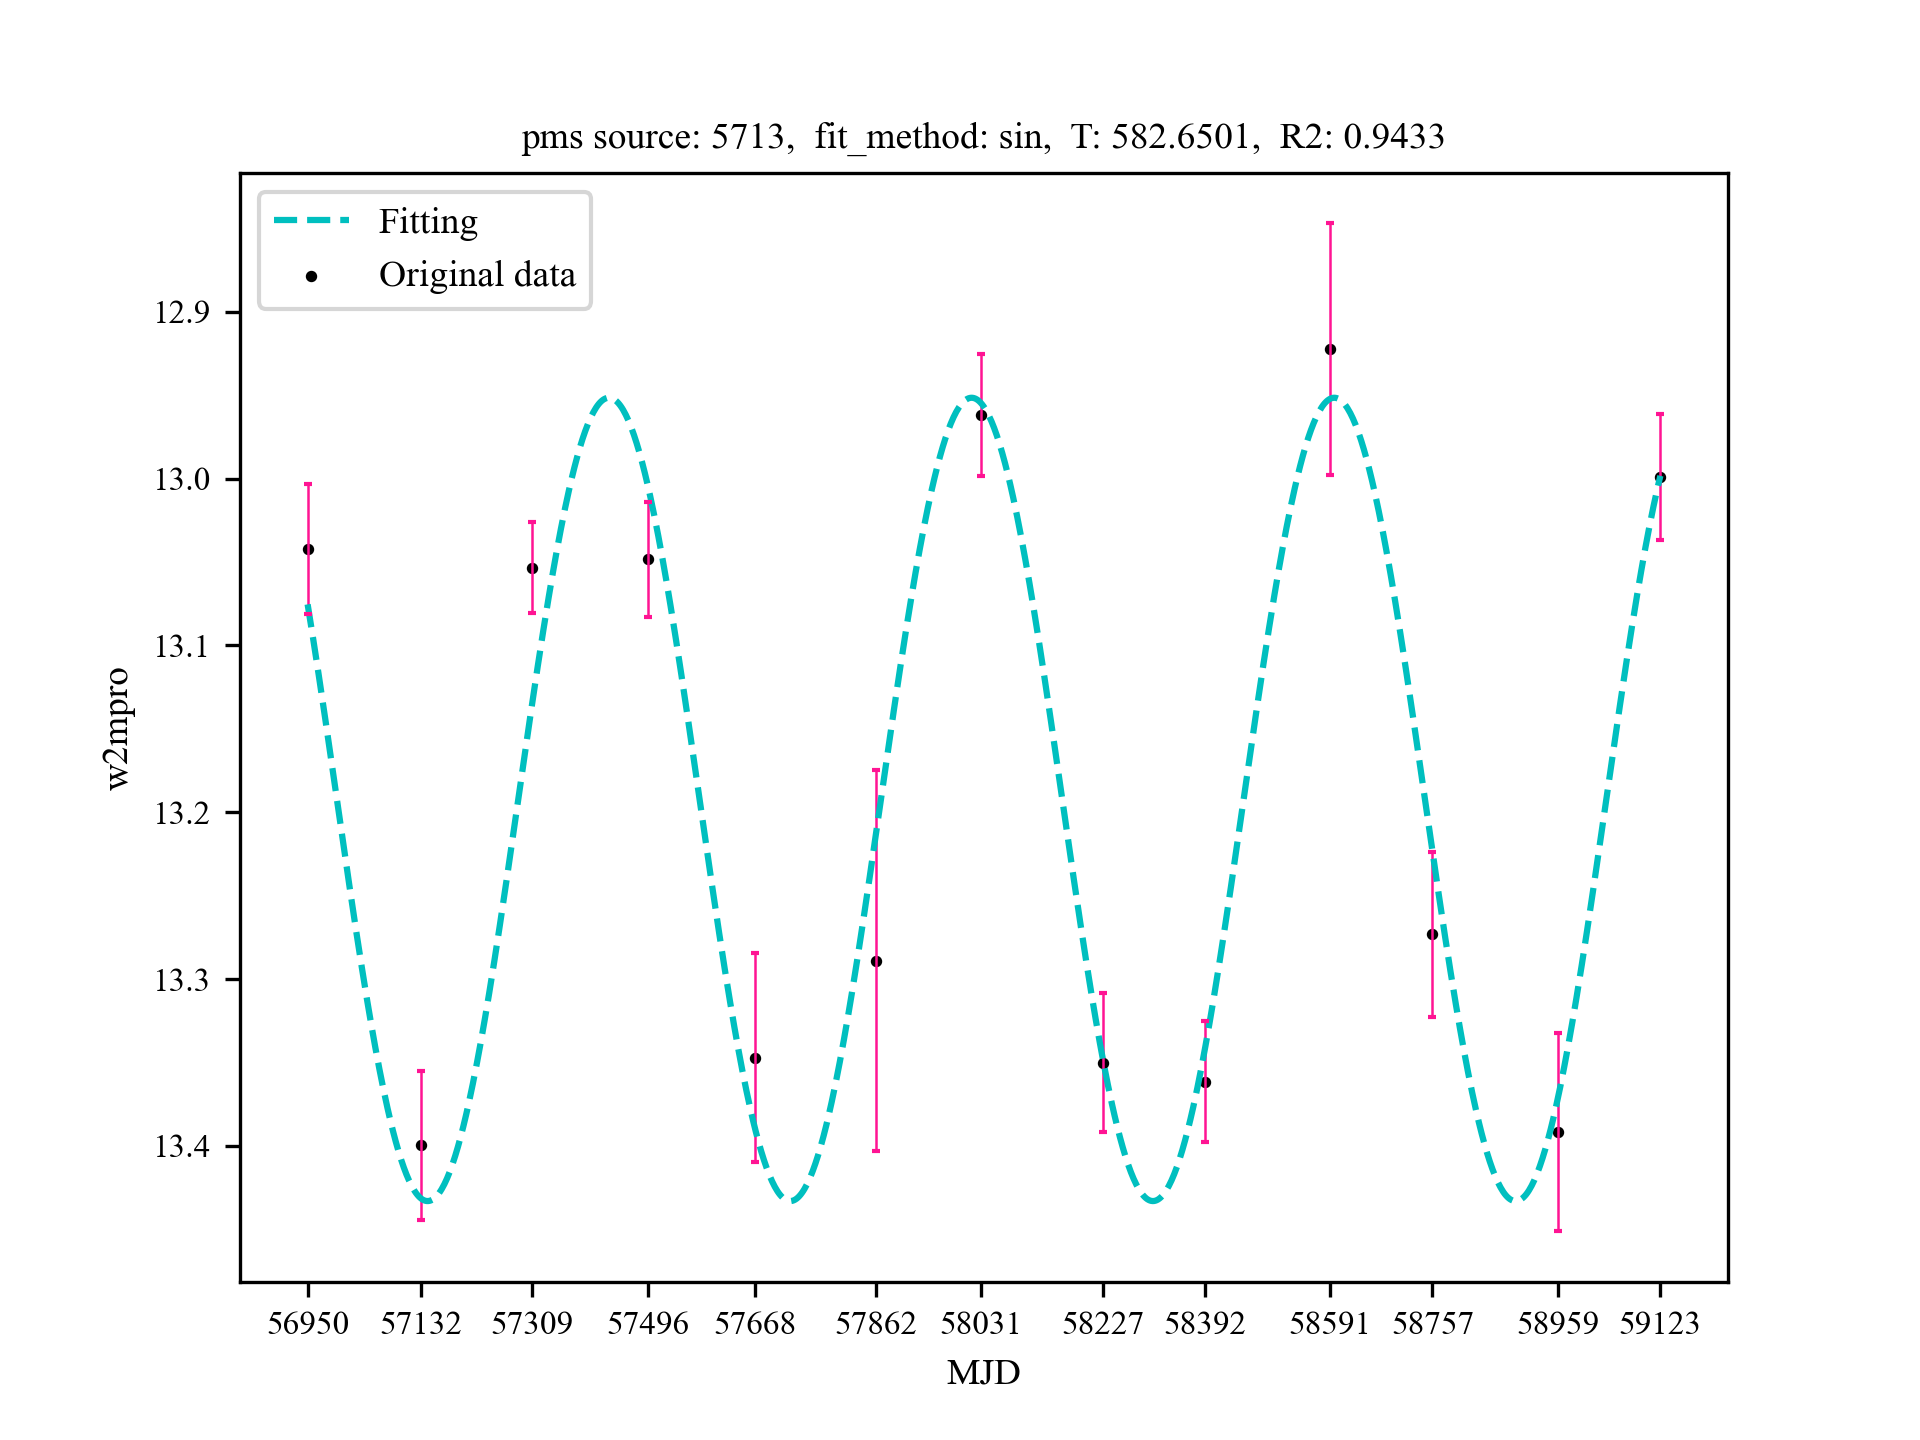 pms source: 5713,  fit_method: sin,  T: 582.6501,  R2: 0.9433
Fitting
Original data
12.9
13.0
13.1
13.2
13.3
13.4
w2mpro
56950 57132 57309 57496 57668 57862 58031 58227 58392 58591 58757 58959 59123
MJD